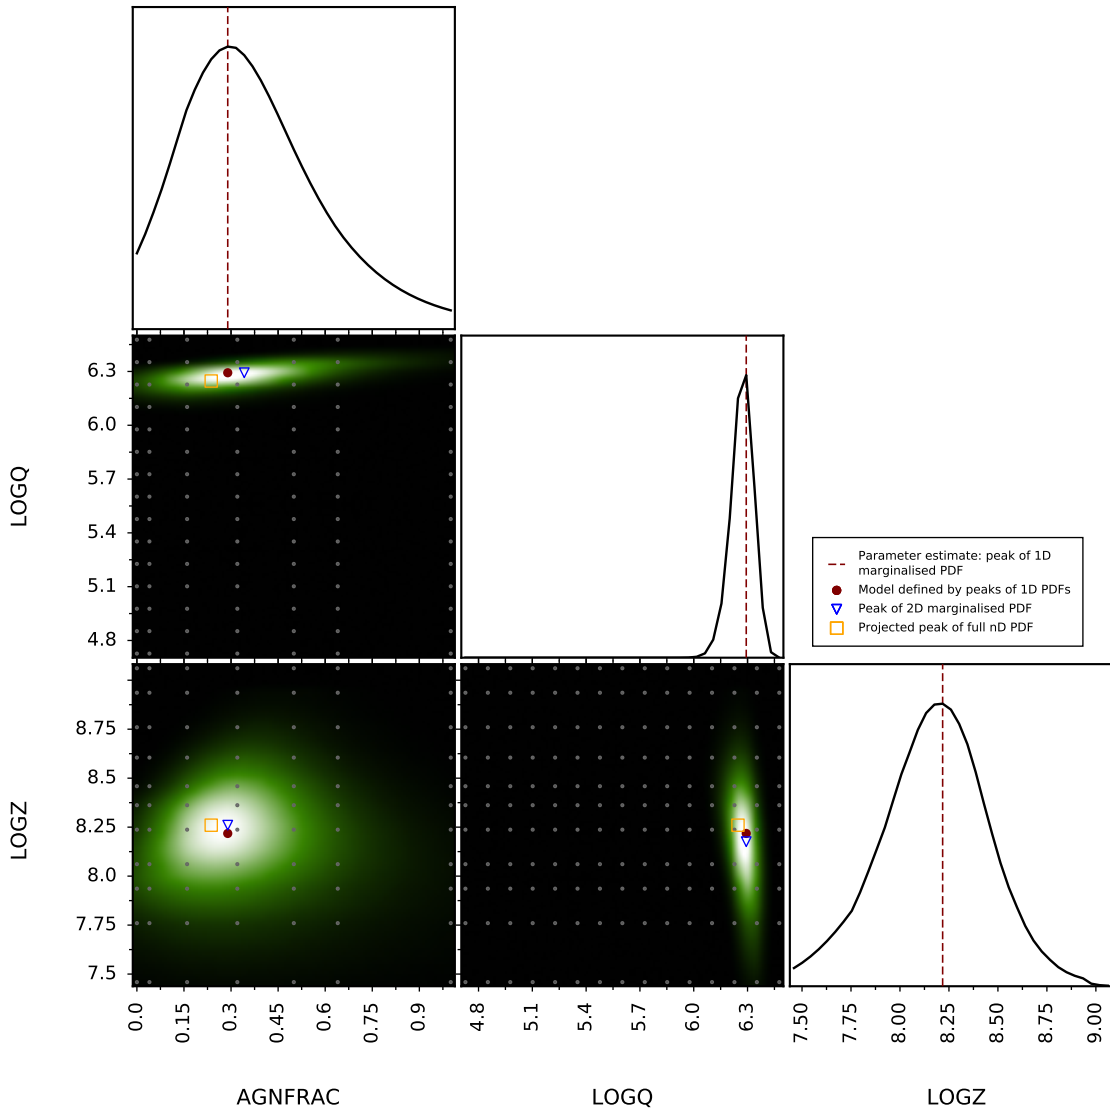 6.3
6.0
5.7
5.4
5.1
4.8
LOGQ
Parameter estimate: peak of 1D
marginalised PDF
Model defined by peaks of 1D PDFs
Peak of 2D marginalised PDF
Projected peak of full nD PDF
8.75
8.5
8.25
8.0
7.75
7.5
LOGZ
0.0 0.15 0.3 0.45 0.6 0.75 0.9
4.8 5.1 5.4 5.7 6.0 6.3
7.50 7.75 8.00 8.25 8.50 8.75 9.00
AGNFRAC
LOGQ
LOGZ